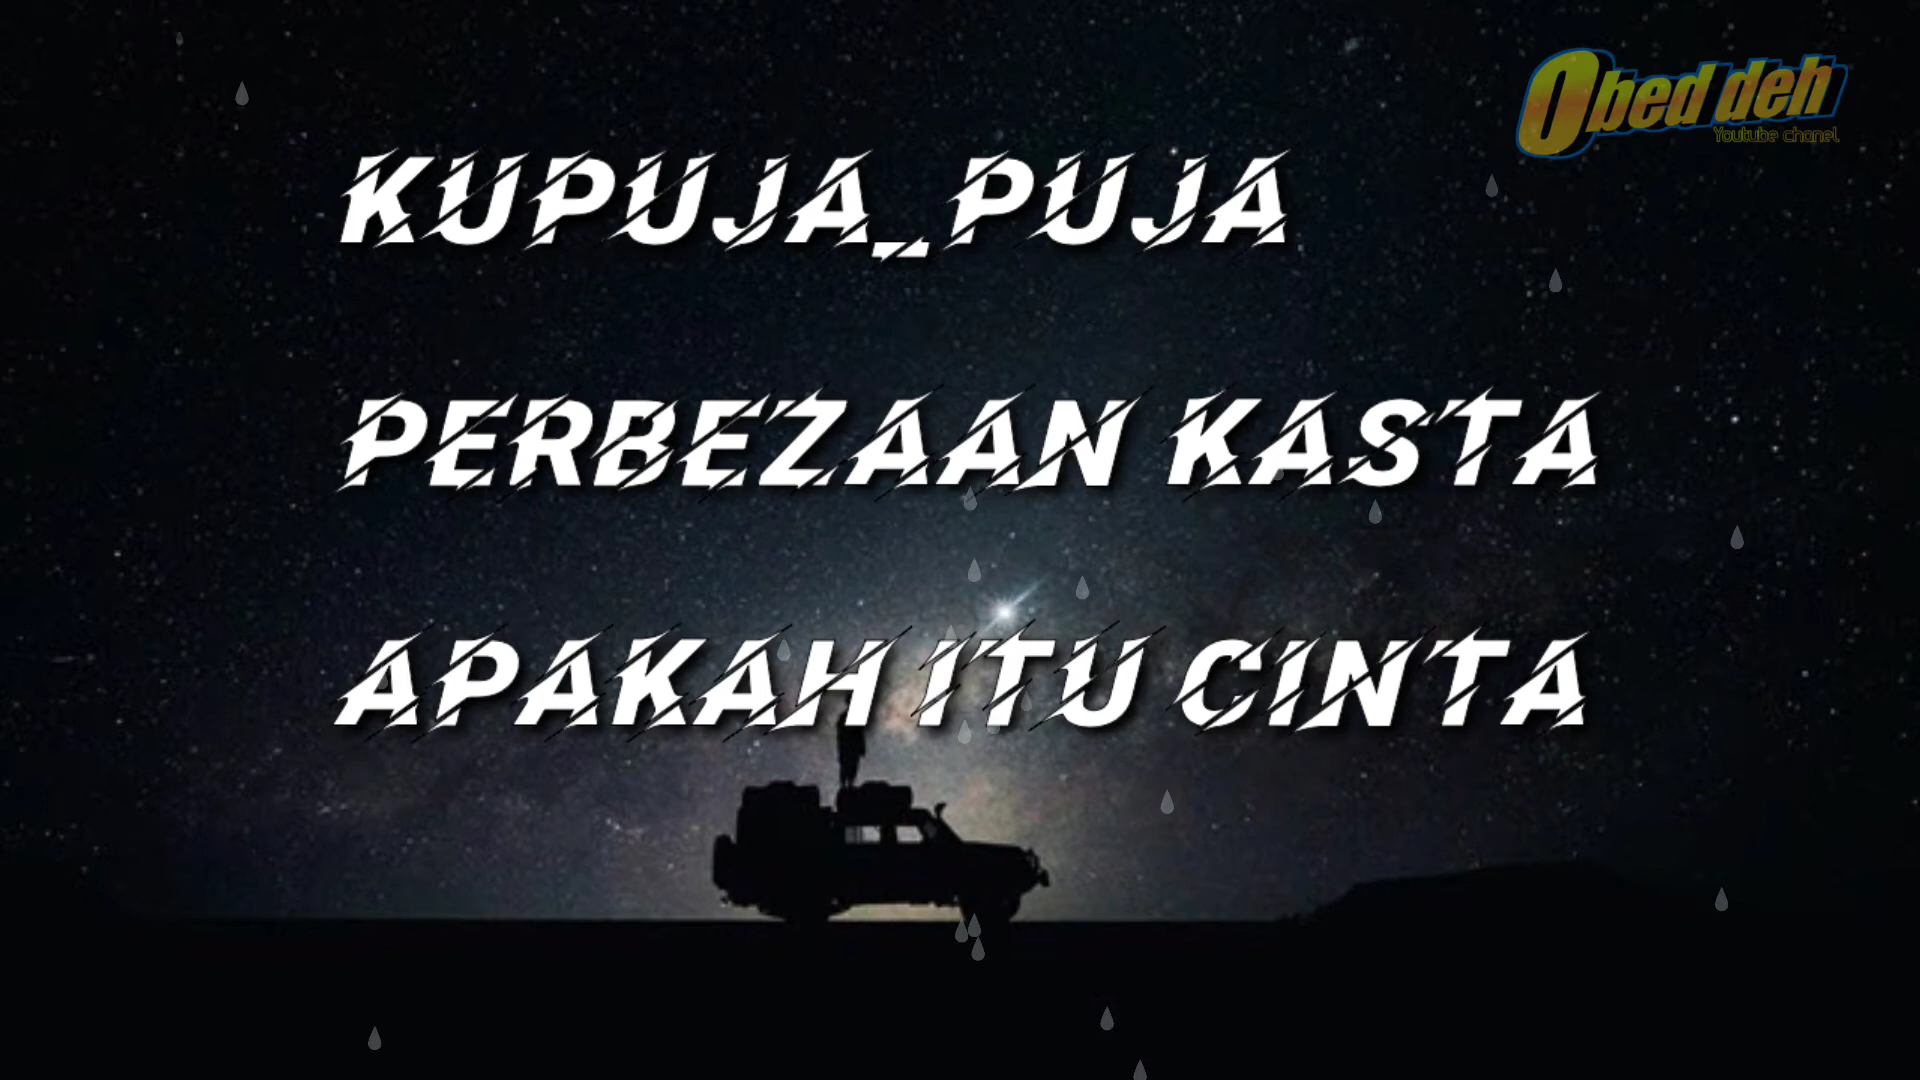 Obed deh
Youtube chanel
KUPUJA_PUJA
PERBEZAAN KASTA
APAKAH ITU CINTA